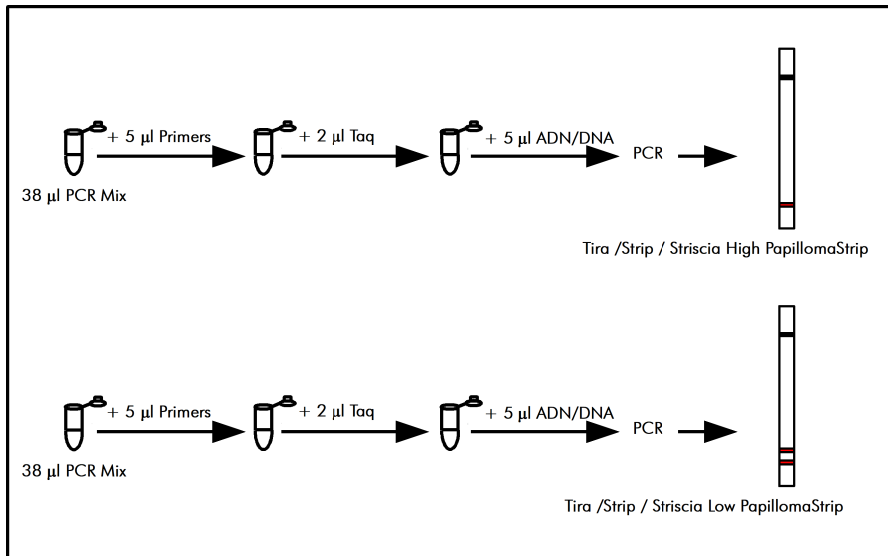 + 5 µl Primers
+ 2 µl Taq
+ 5 µl ADN/DNA
PCR
38 µl PCR Mix
Tira /Strip / Striscia High PapillomaStrip
+ 5 µl Primers
+ 2 µl Taq
+ 5 µl ADN/DNA
PCR
38 µl PCR Mix
Tira /Strip / Striscia Low PapillomaStrip